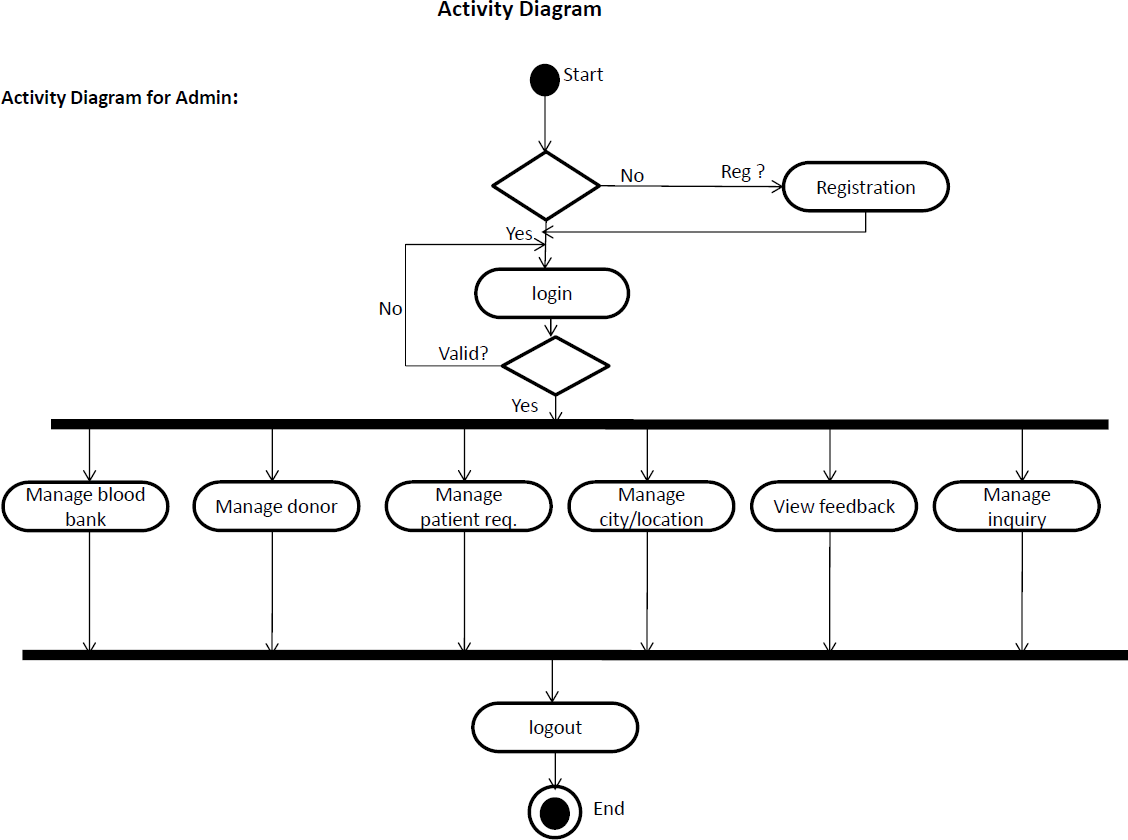 Activity Diagram
Start
Activity Diagram for Admin:
No
Reg ?
Registration
Yes
login
No
Valid?
Yes
Manage blood
bank
Manage donor
Manage
patient req.
Manage
city/location
View feedback
Manage
inquiry
logout
End